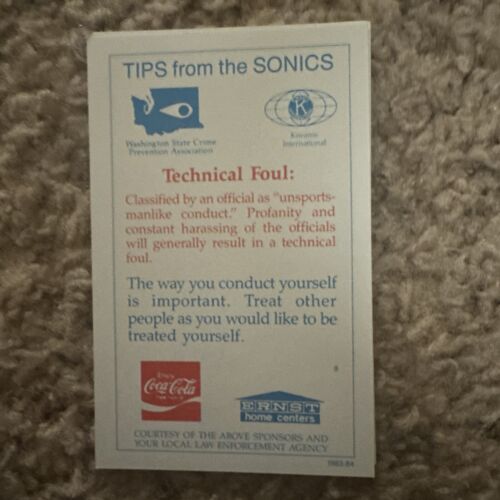 TIPS from the SONICS
Washington State Crime
Prevention Association
K
Kiwanis
International
Technical Foul:
Classified by an official as "unsports-
manlike conduct." Profanity and
constant harassing of the officials
will generally result in a technical
foul.
The way you conduct yourself
is important. Treat other
people as you would like to be
treated yourself.
8
Enjoy
Coca-Cola
ERNST
home centers
COURTESY OF THE ABOVE SPONSORS AND
YOUR LOCAL LAW ENFORCEMENT AGENCY
1983-84